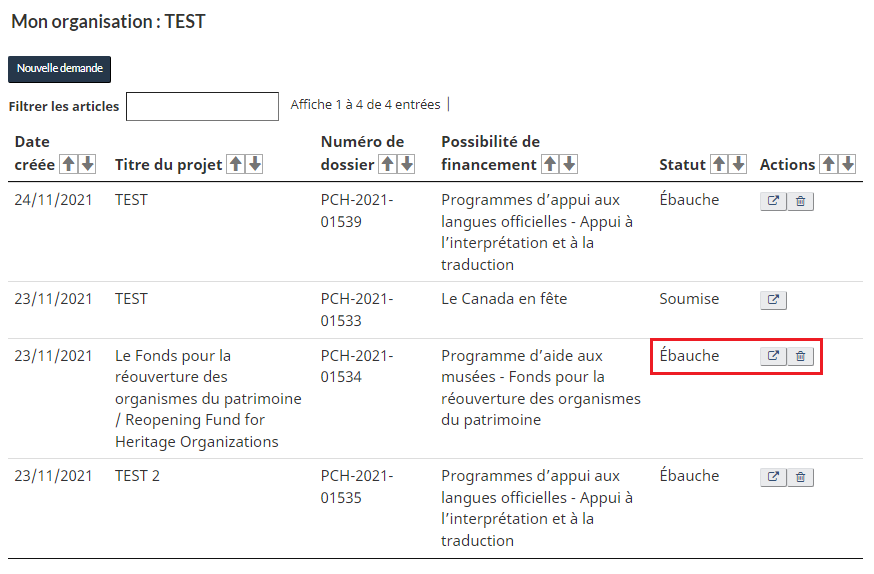 Mon organisation : TEST
Nouvelle demande
Filtrer les articles
Affiche 1 à 4 de 4 entrées
Date créée
Titre du projet
Numéro de dossier
Possibilité de financement
Statut
Actions
24/11/2021
TEST
PCH-2021-
01539
Programmes d’appui aux
langues officielles - Appui à
l’interprétation et à la
traduction
Ébauche
23/11/2021
TEST
PCH-2021-
01533
Le Canada en fête
Soumise
23/11/2021
Le Fonds pour la
réouverture des
organismes du patrimoine
/ Reopening Fund for
Heritage Organizations
PCH-2021-
01534
Programme d’aide aux
musées - Fonds pour la
réouverture des organismes
du patrimoine
Ébauche
23/11/2021
TEST 2
PCH-2021-
01535
Programmes d’appui aux
langues officielles - Appui à
l’interprétation et à la
traduction
Ébauche